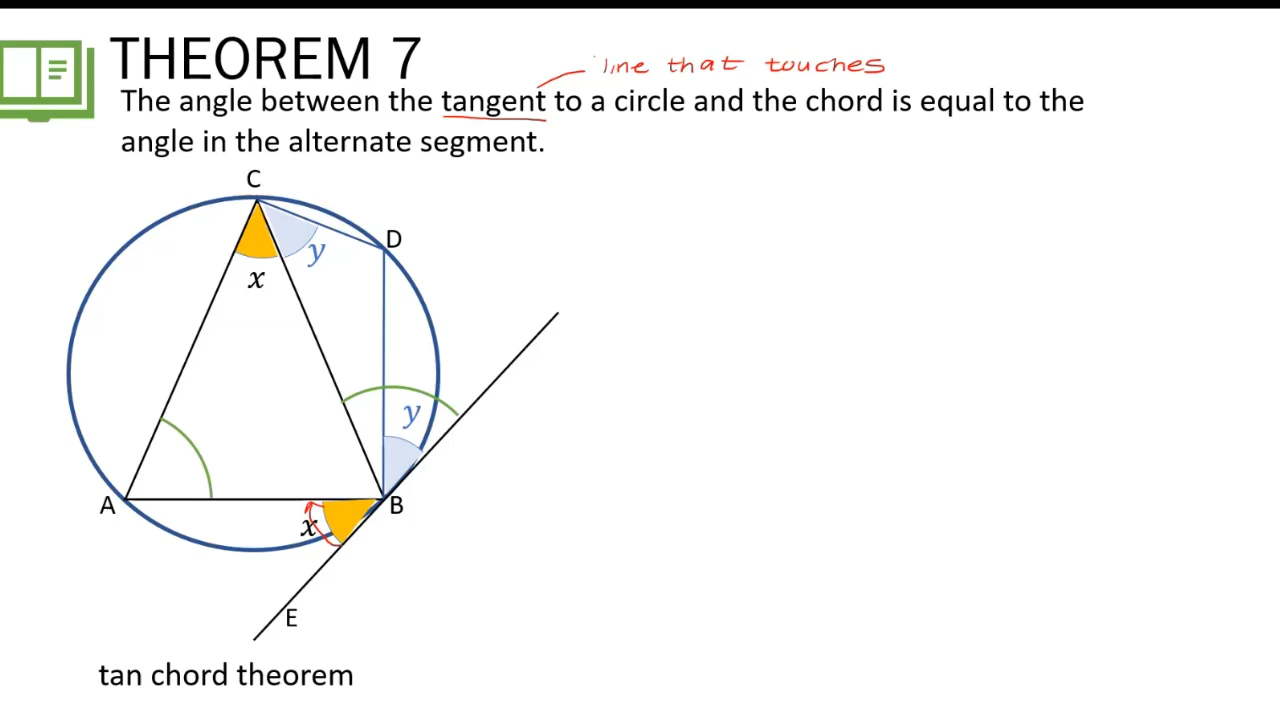 THEOREM 7
line that touches
The angle between the tangent to a circle and the chord is equal to the
angle in the alternate segment.
C
D
y
x
y
A
B
x
E
tan chord theorem